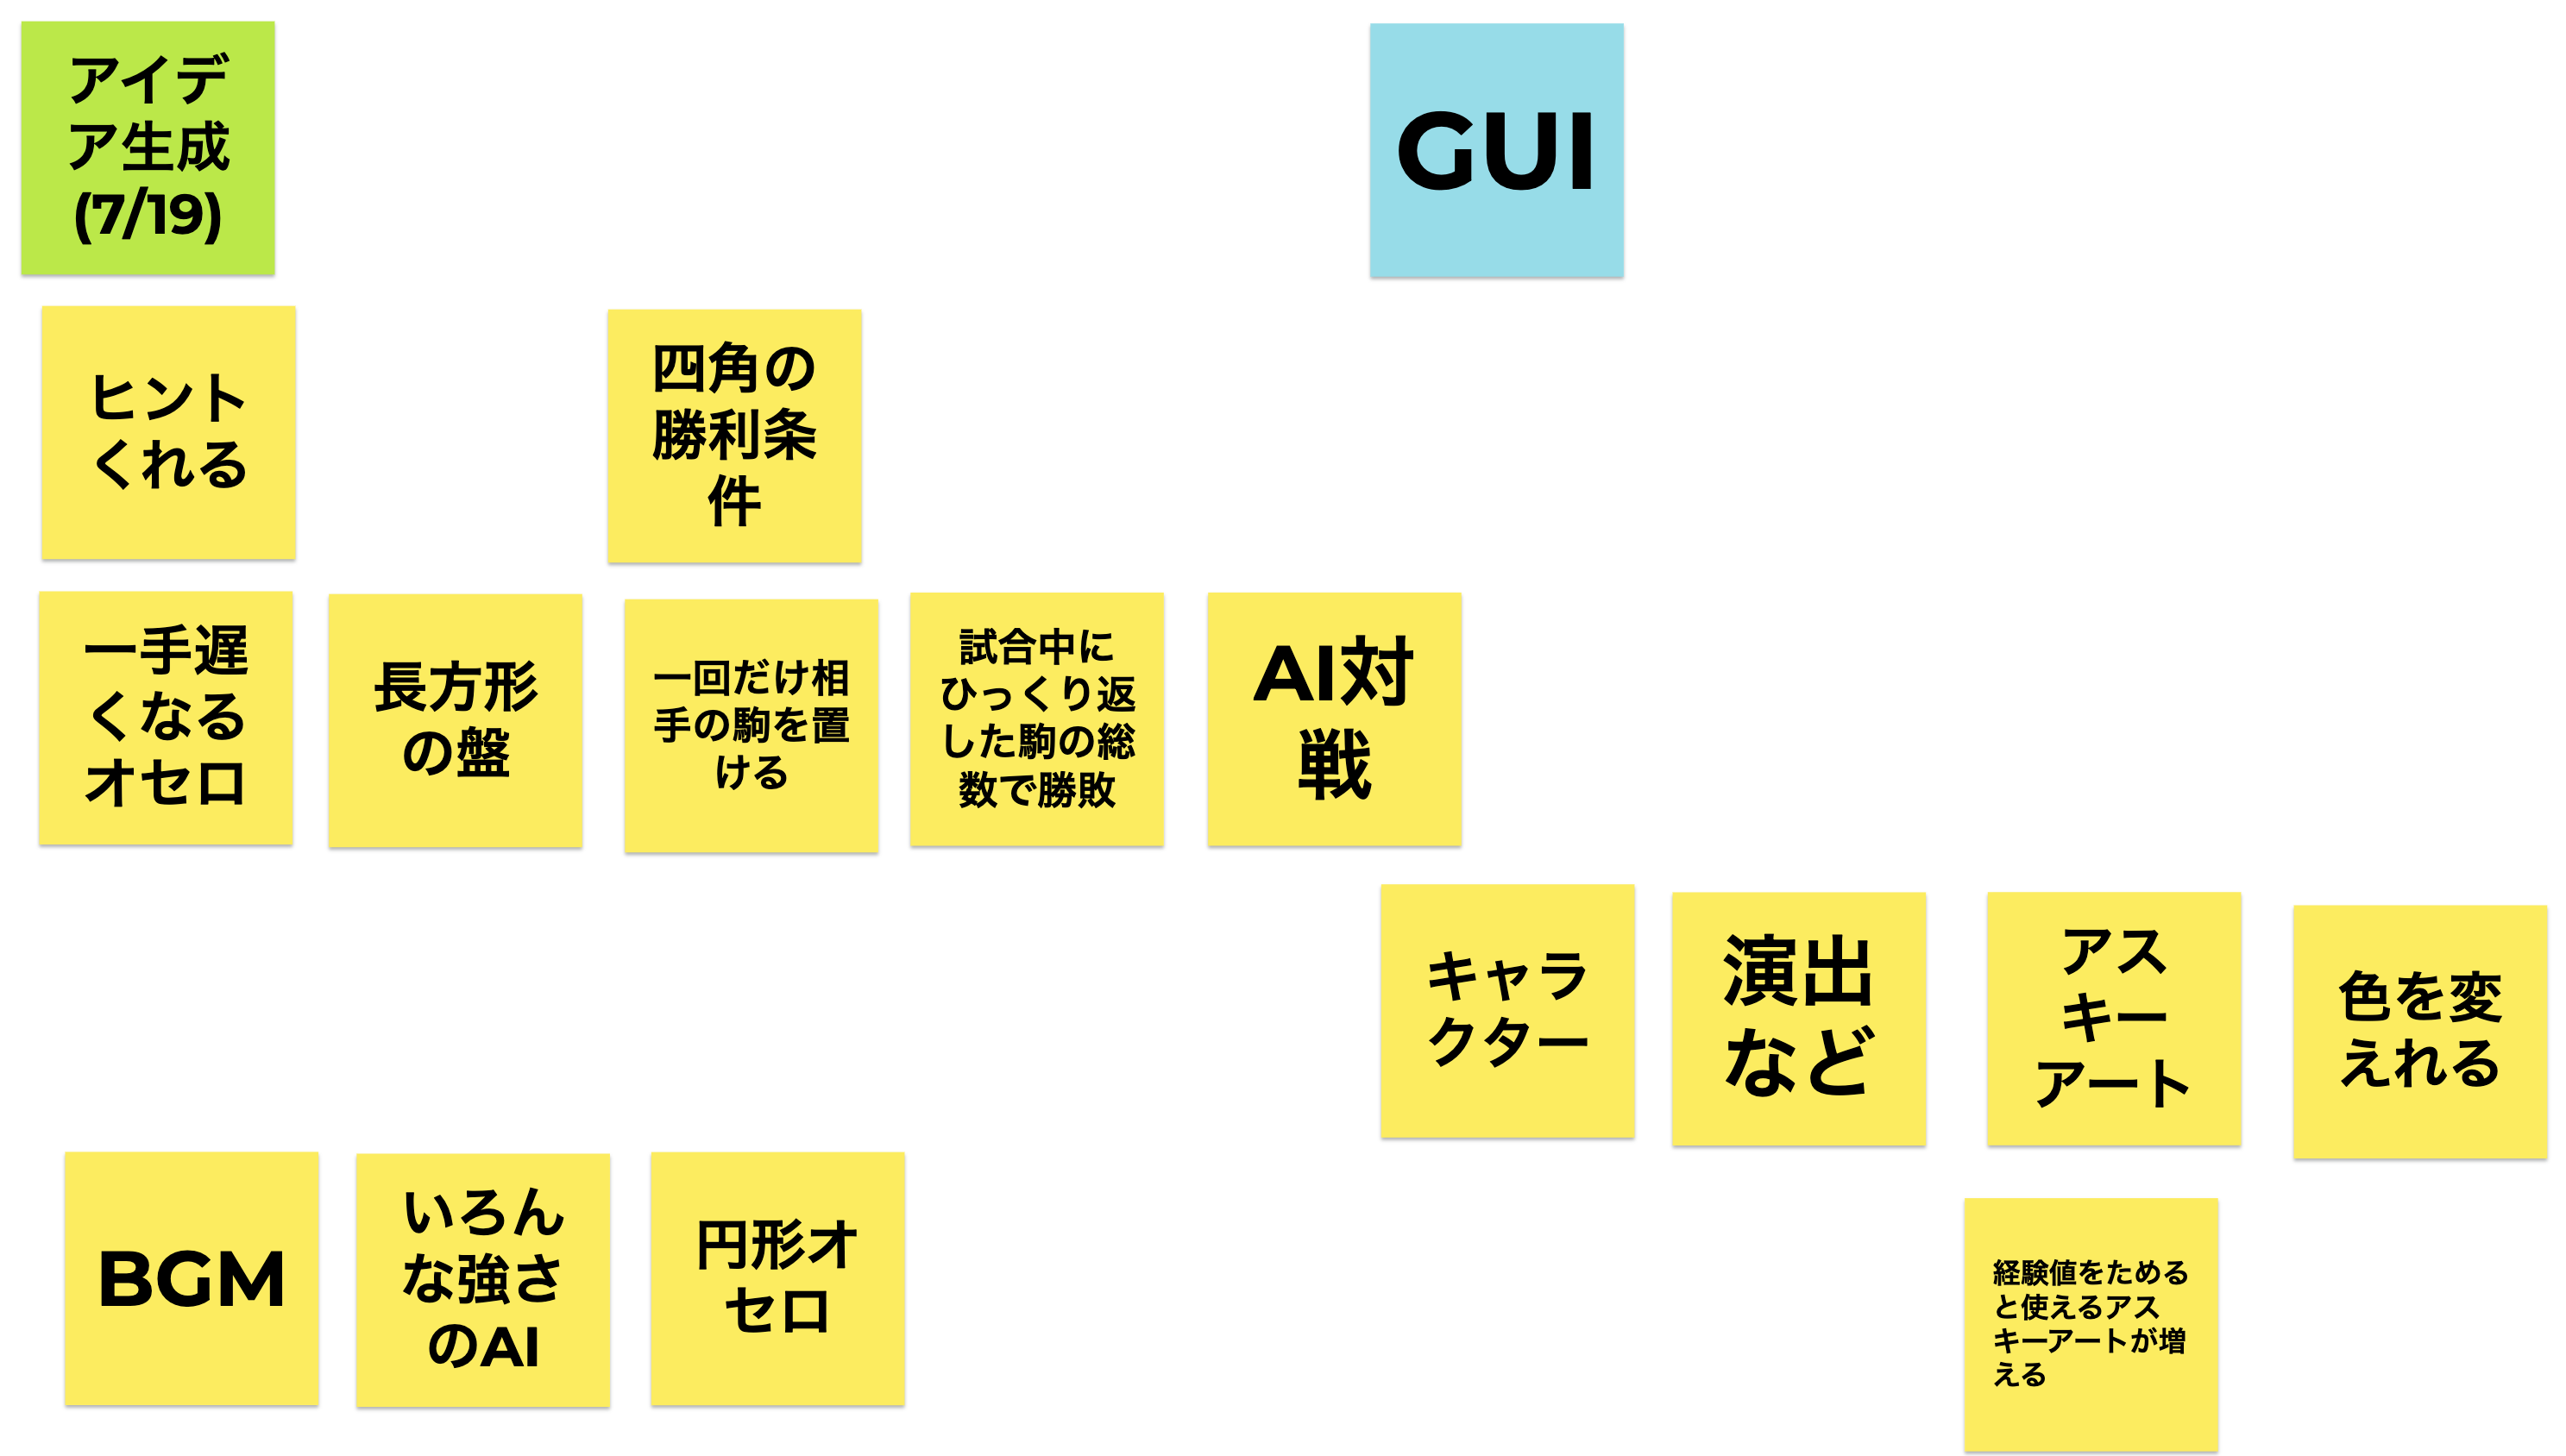 アイデ
ア生成
(7/19)
GUI
ヒント
くれる
四角の
勝利条
件
一手遅
くなる
オセロ
長方形
の盤
一回だけ相
手の駒を置
ける
試合中に
ひっくり返
した駒の総
数で勝敗
AI対
戦
キャラ
クター
演出
など
アス
キー
アート
色を変
えれる
BGM
いろん
な強さ
のAI
円形オ
セロ
経験値をためる
と使えるアス
キーアートが増
える